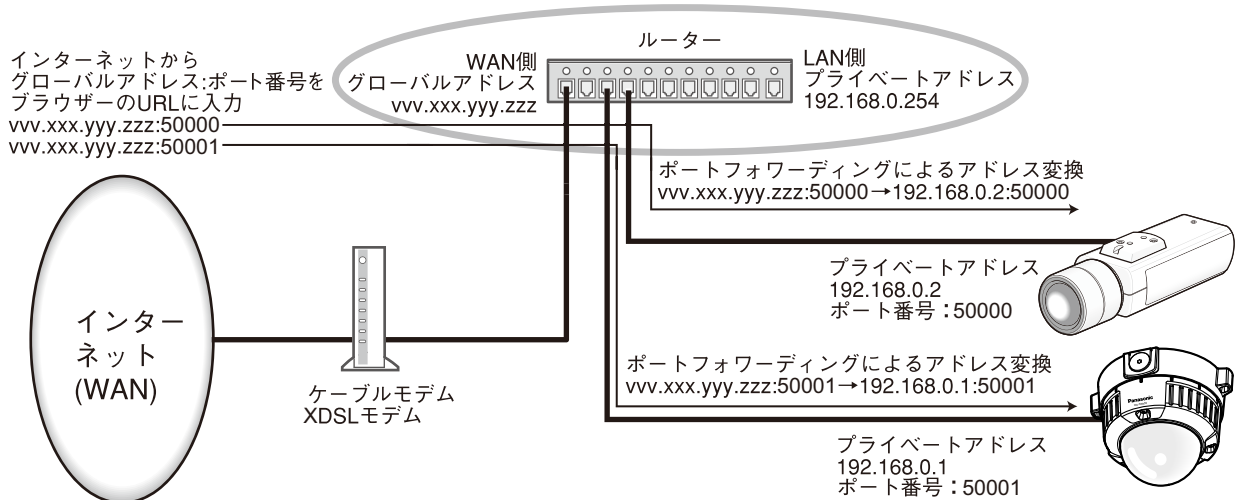 ルーター
インターネットから
グローバルアドレス:ポート番号を
ブラウザーのURLに入力
vvv.xxx.yyy.zzz:50000
vvv.xxx.yyy.zzz:50001
WAN側
グローバルアドレス
vvv.xxx.yyy.zzz
LAN側
プライベートアドレス
192.168.0.254
ポートフォワーディングによるアドレス変換
vvv.xxx.yyy.zzz:50000→192.168.0.2:50000
プライベートアドレス
192.168.0.2
ポート番号：50000
インター
ネット
(WAN)
ケーブルモデム
XDSLモデム
ポートフォワーディングによるアドレス変換
vvv.xxx.yyy.zzz:50001→192.168.0.1:50001
Panasonic
プライベートアドレス
192.168.0.1
ポート番号：50001